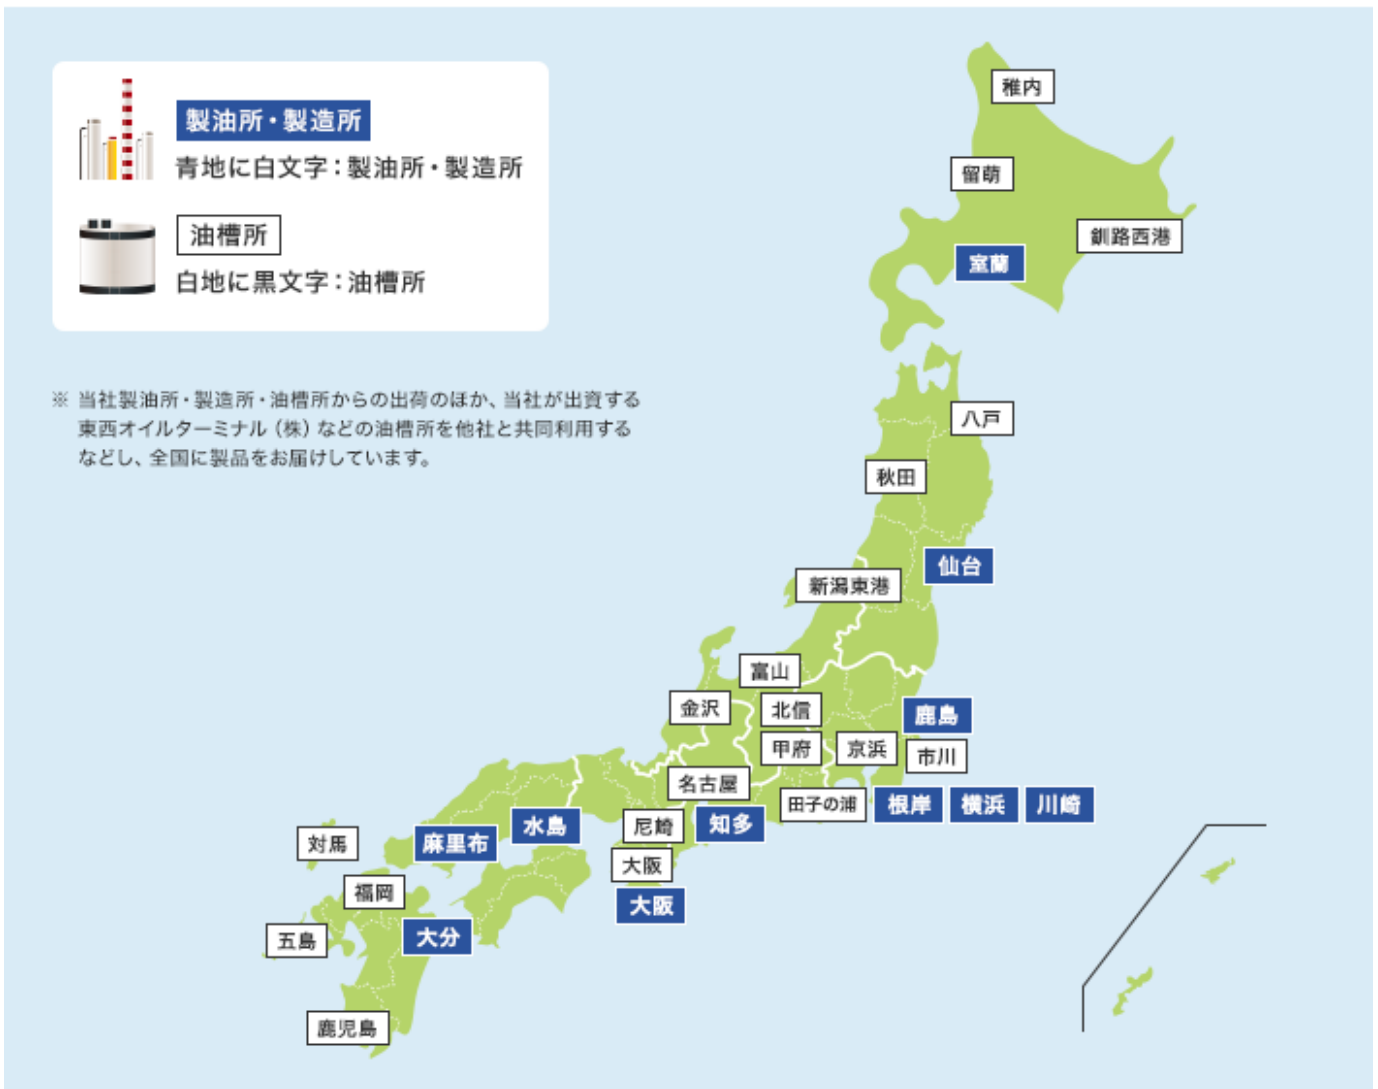 製油所・製造所
青地に白文字：製油所・製造所
油槽所
白地に黒文字：油槽所
※ 当社製油所・製造所・油槽所からの出荷のほか、当社が出資する
東西オイルターミナル（株）などの油槽所を他社と共同利用する
などし、全国に製品をお届けしています。
稚内
留萌
釧路西港
室蘭
八戸
秋田
仙台
新潟東港
富山
金沢
北信
鹿島
甲府
京浜
市川
名古屋
田子の浦
根岸
横浜
川崎
尼崎
知多
水島
麻里布
対馬
大阪
福岡
大阪
五島
大分
鹿児島